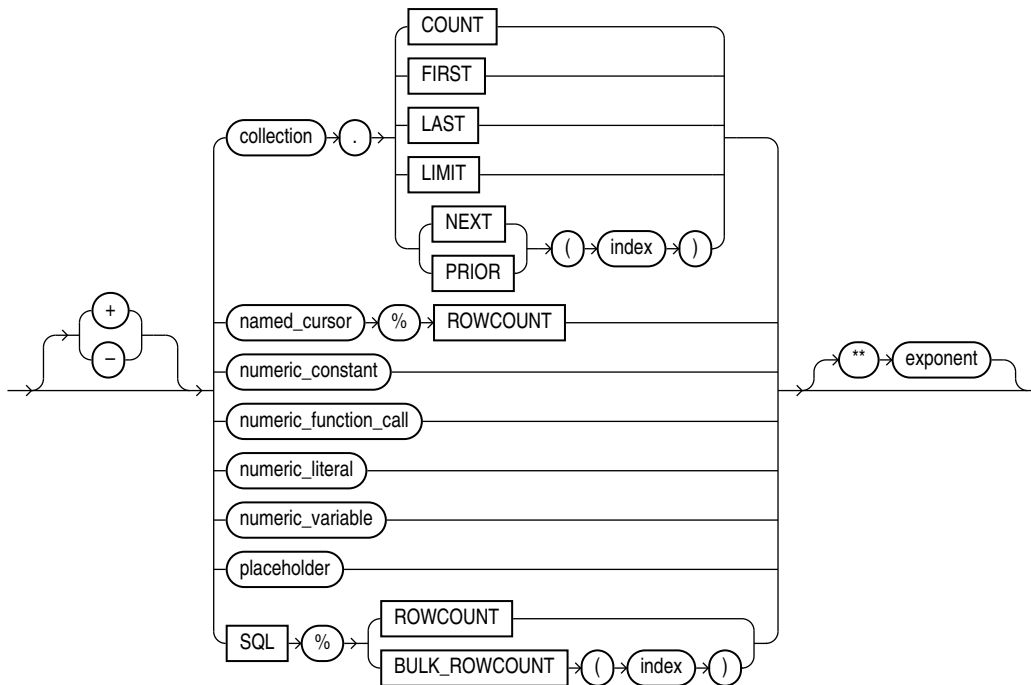 COUNT
FIRST
LAST
collection . 
LIMIT
NEXT
PRIOR ( index )
+
−
named_cursor % ROWCOUNT
numeric_constant
** exponent
numeric_function_call
numeric_literal
numeric_variable
placeholder
SQL % ROWCOUNT
BULK_ROWCOUNT ( index )